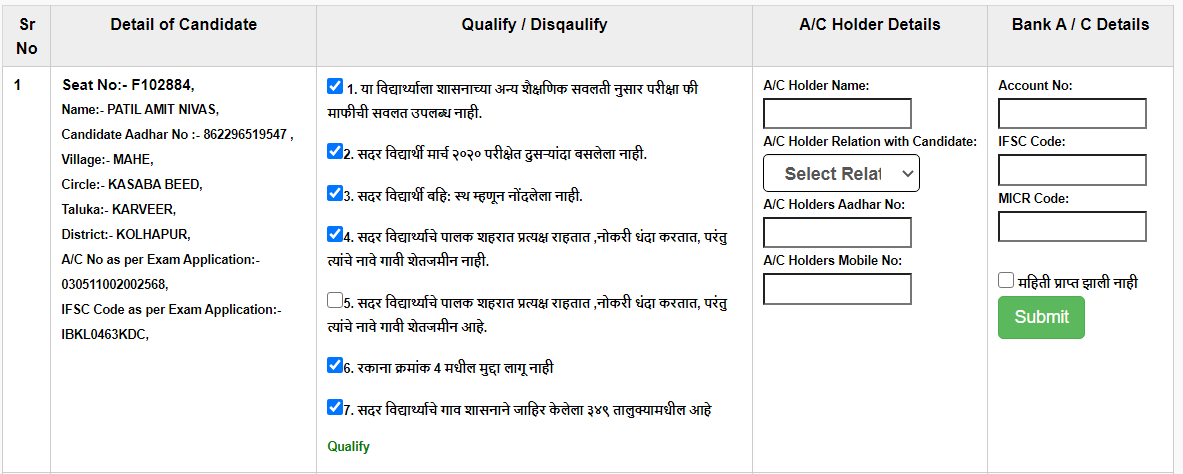 Sr No
Detail of Candidate
Qualify / Disqaulify
A/C Holder Details
Bank A / C Details
1
Seat No:- F102884,
Name:- PATIL AMIT NIVAS,
Candidate Aadhar No :- 862296519547 ,
Village:- MAHE,
Circle:- KASABA BEED,
Taluka:- KARVEER,
District:- KOLHAPUR,
A/C No as per Exam Application:-
030511002002568,
IFSC Code as per Exam Application:-
IBKL0463KDC,
1. या विद्यार्थ्याला शासनाच्या अन्य शैक्षणिक सवलती नुसार परीक्षा फी
माफीची सवलत उपलब्ध नाही.
2. सदर विद्यार्थी मार्च २०२० परीक्षेत दुसऱ्यांदा बसलेला नाही.
3. सदर विद्यार्थी बहि: स्थ म्हणून नोंदलेला नाही.
4. सदर विद्यार्थ्याचे पालक शहरात प्रत्यक्ष राहतात ,नोकरी धंदा करतात, परंतु
त्यांचे नावे गावी शेतजमीन नाही.
5. सदर विद्यार्थ्याचे पालक शहरात प्रत्यक्ष राहतात ,नोकरी धंदा करतात, परंतु
त्यांचे नावे गावी शेतजमीन आहे.
6. रकाना क्रमांक 4 मधील मुद्दा लागू नाही
7. सदर विद्यार्थ्याचे गाव शासनाने जाहिर केलेला ३४९ तालुक्यामधील आहे
Qualify
A/C Holder Name:
A/C Holder Relation with Candidate:
Select Relat
A/C Holders Aadhar No:
A/C Holders Mobile No:
Account No:
IFSC Code:
MICR Code:
महिती प्राप्त झाली नाही
Submit